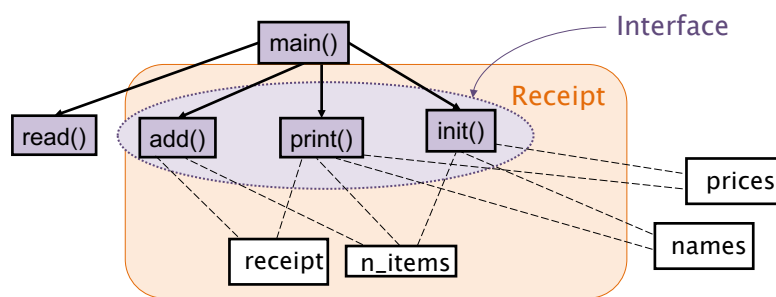 main()
Interface
Receipt
read()
add()
print()
init()
prices
receipt
n_items
names